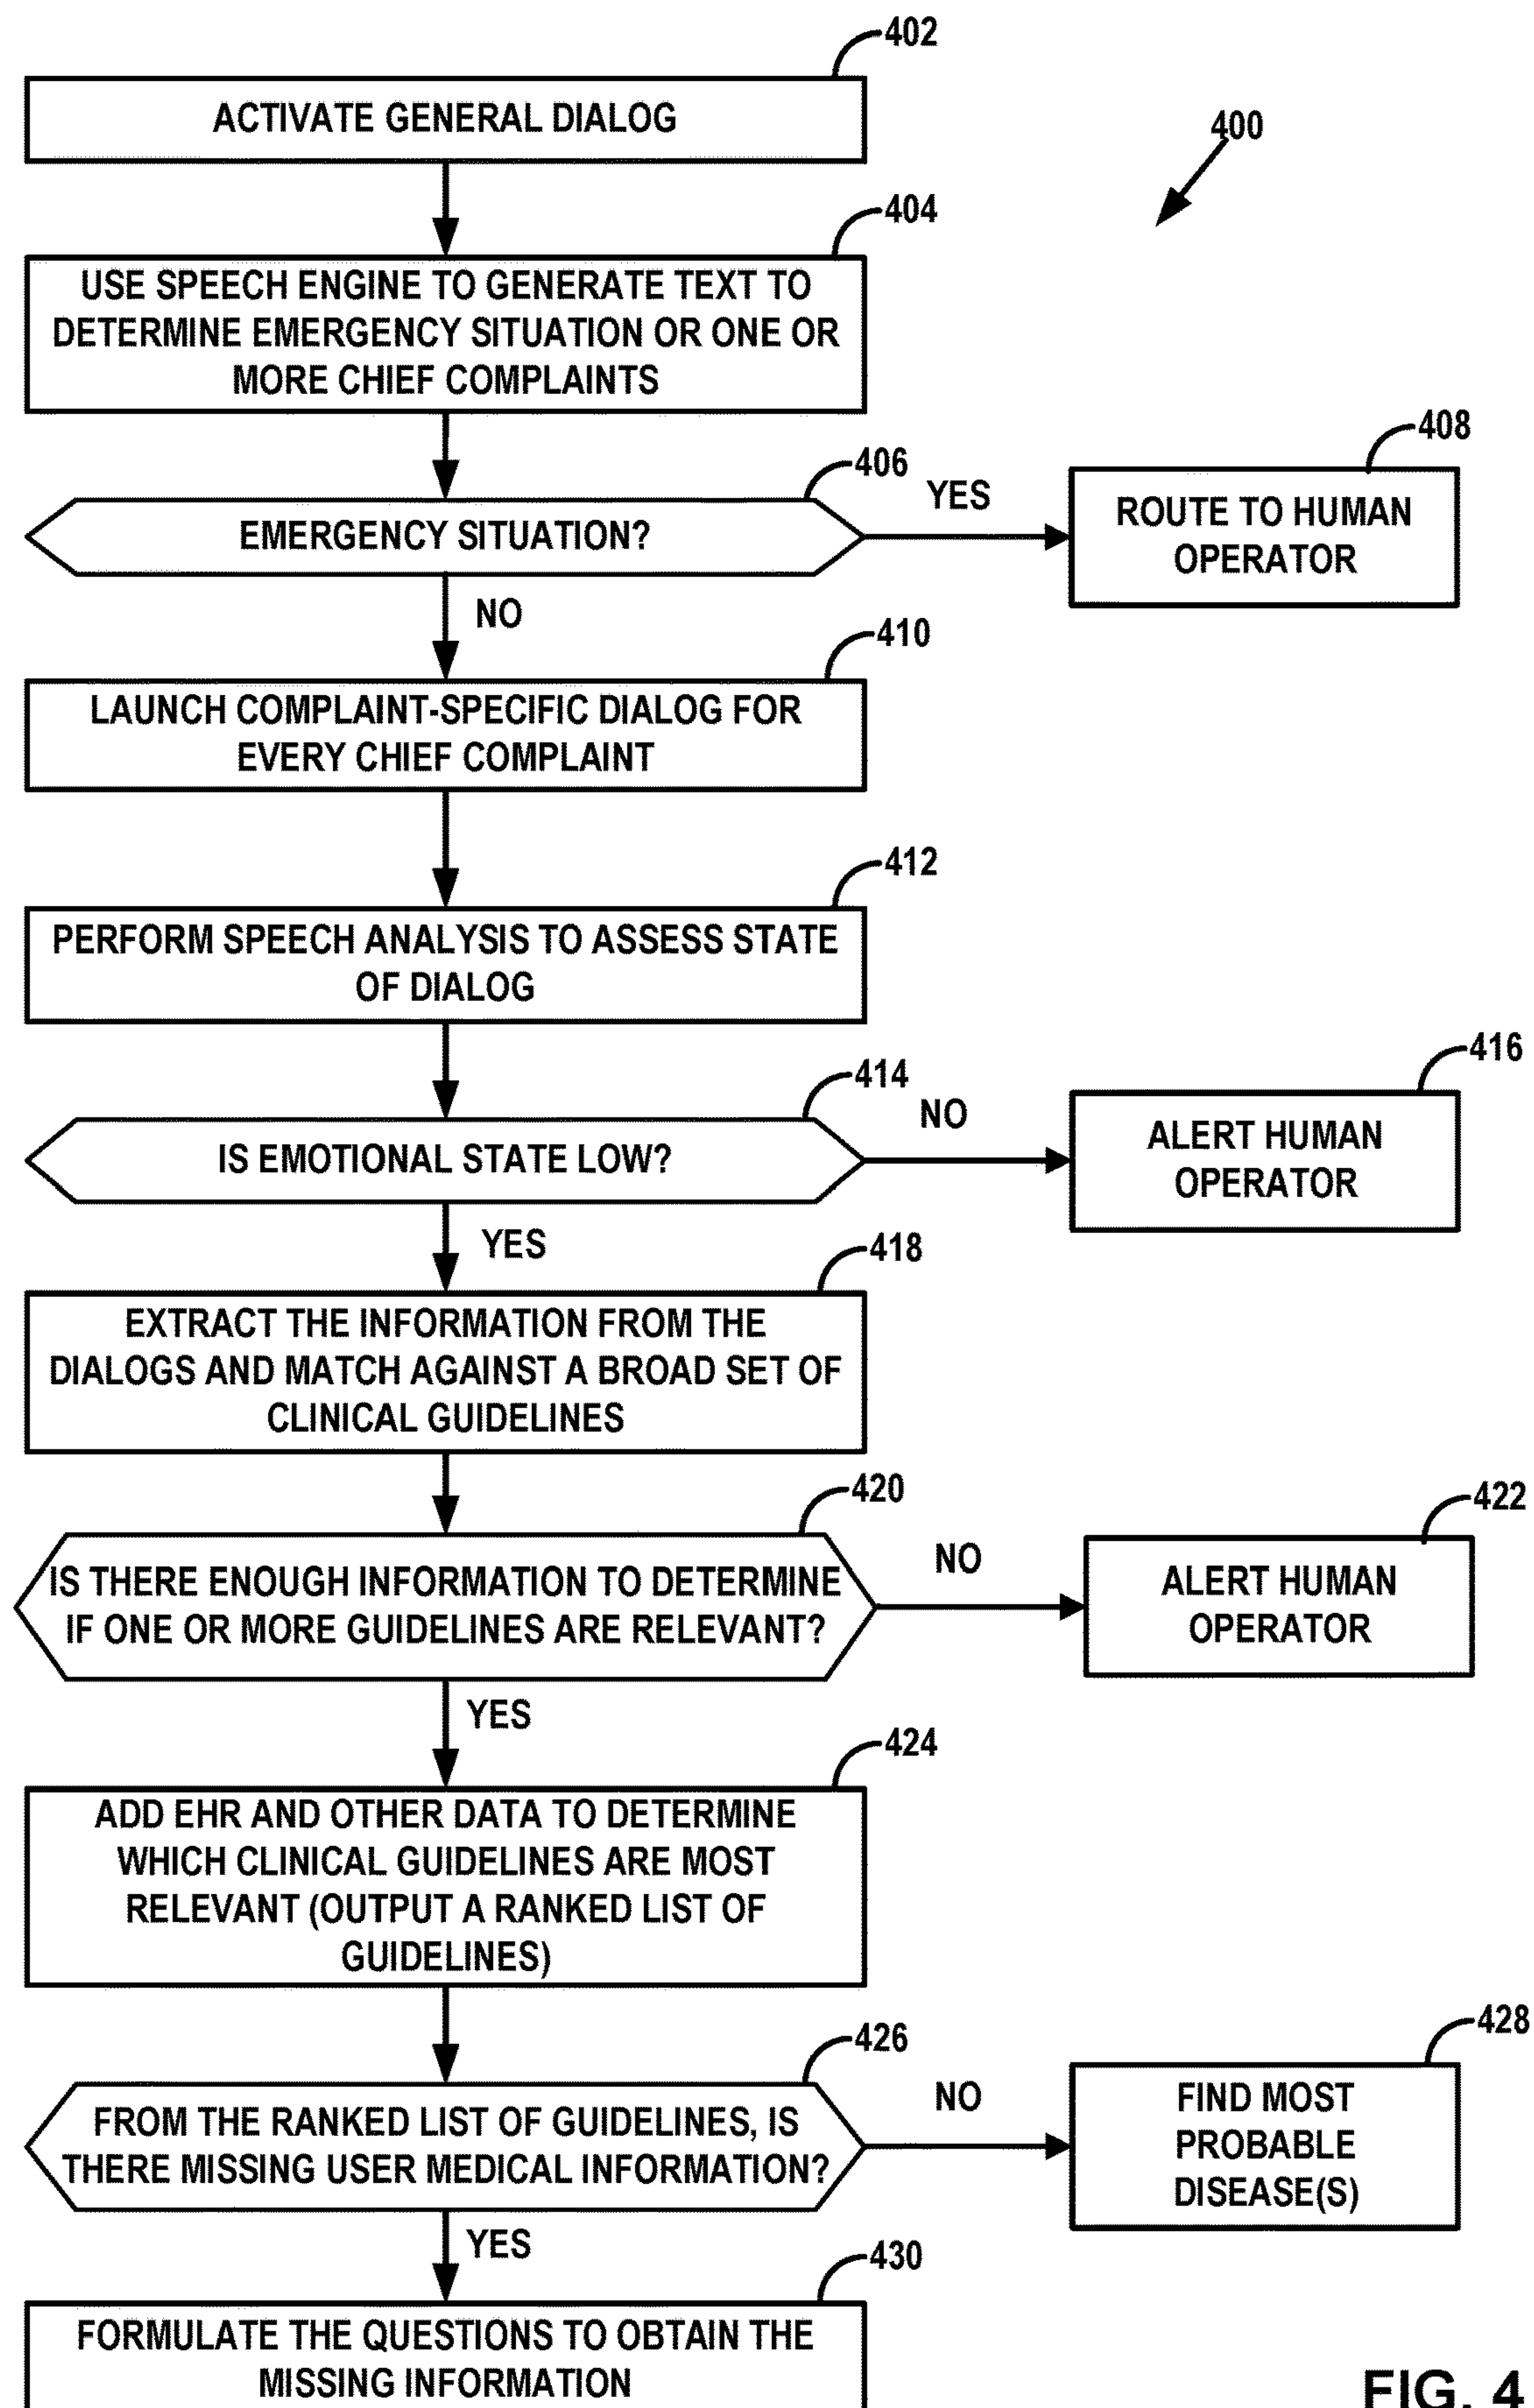 402
ACTIVATE GENERAL DIALOG
400
404
USE SPEECH ENGINE TO GENERATE TEXT TO
DETERMINE EMERGENCY SITUATION OR ONE OR
MORE CHIEF COMPLAINTS
406
EMERGENCY SITUATION?
YES
408
ROUTE TO HUMAN
OPERATOR
NO
410
LAUNCH COMPLAINT-SPECIFIC DIALOG FOR
EVERY CHIEF COMPLAINT
412
PERFORM SPEECH ANALYSIS TO ASSESS STATE
OF DIALOG
414
IS EMOTIONAL STATE LOW?
NO
416
ALERT HUMAN
OPERATOR
YES
418
EXTRACT THE INFORMATION FROM THE
DIALOGS AND MATCH AGAINST A BROAD SET OF
CLINICAL GUIDELINES
420
IS THERE ENOUGH INFORMATION TO DETERMINE
IF ONE OR MORE GUIDELINES ARE RELEVANT?
NO
422
ALERT HUMAN
OPERATOR
YES
424
ADD EHR AND OTHER DATA TO DETERMINE
WHICH CLINICAL GUIDELINES ARE MOST
RELEVANT (OUTPUT A RANKED LIST OF
GUIDELINES)
426
FROM THE RANKED LIST OF GUIDELINES, IS
THERE MISSING USER MEDICAL INFORMATION?
NO
428
FIND MOST
PROBABLE
DISEASE(S)
YES
430
FORMULATE THE QUESTIONS TO OBTAIN THE
MISSING INFORMATION
FIG. 4